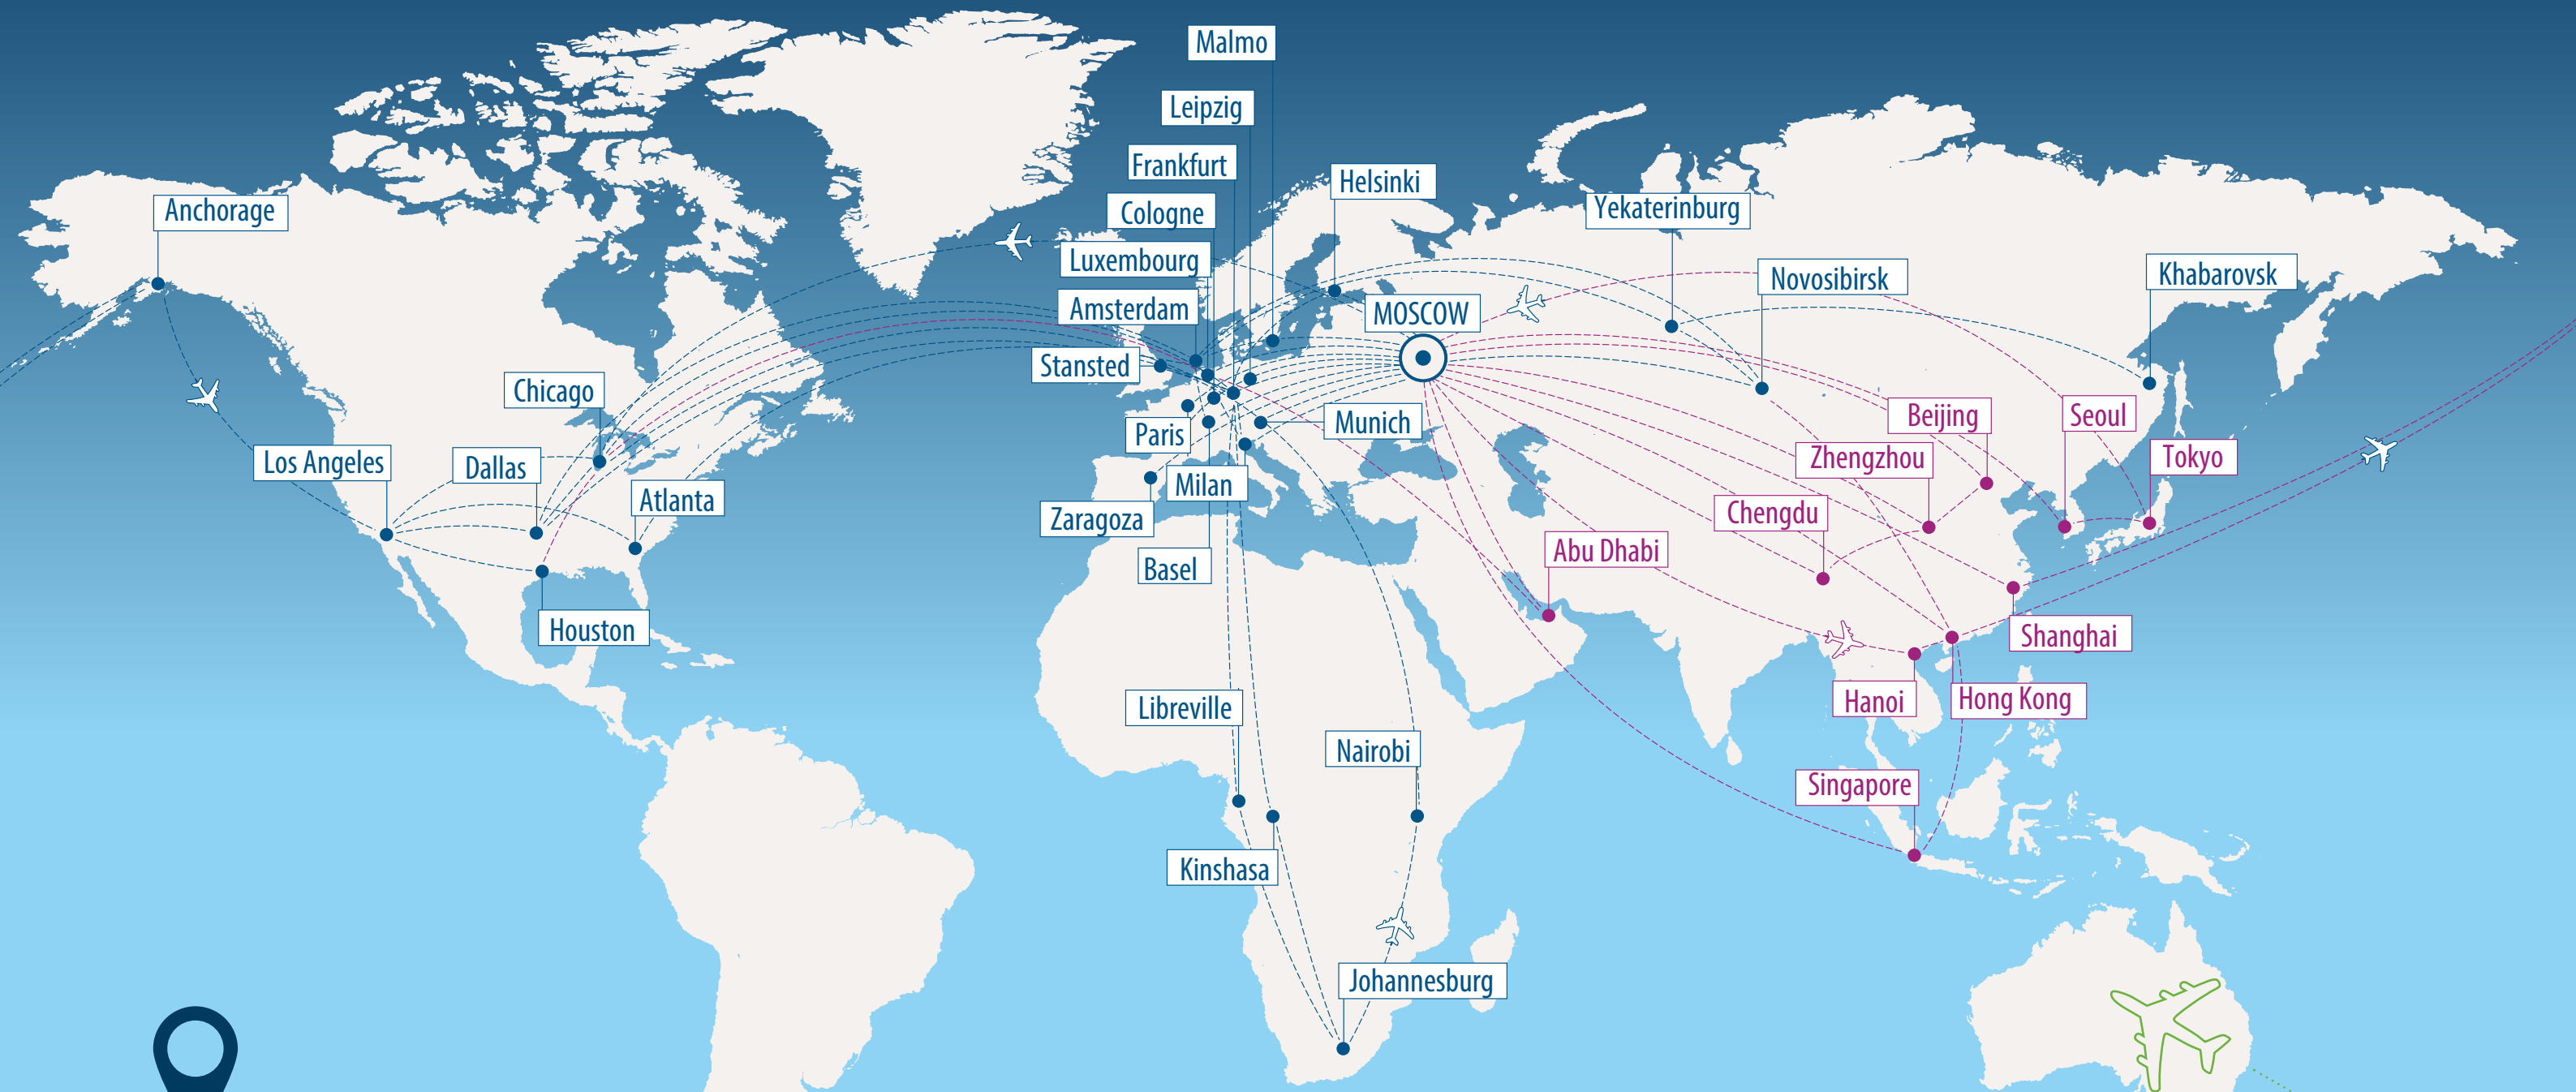 Malmo
Leipzig
Frankfurt
Helsinki
Cologne
Yekaterinburg
Anchorage
Luxembourg
Novosibirsk
Khabarovsk
Amsterdam
MOSCOW
Stansted
Chicago
Munich
Beijing
Seoul
Paris
Los Angeles
Dallas
Zhengzhou
Tokyo
Milan
Atlanta
Zaragoza
Chengdu
Abu Dhabi
Basel
Houston
Shanghai
Hanoi
Hong Kong
Libreville
Nairobi
Singapore
Kinshasa
Johannesburg